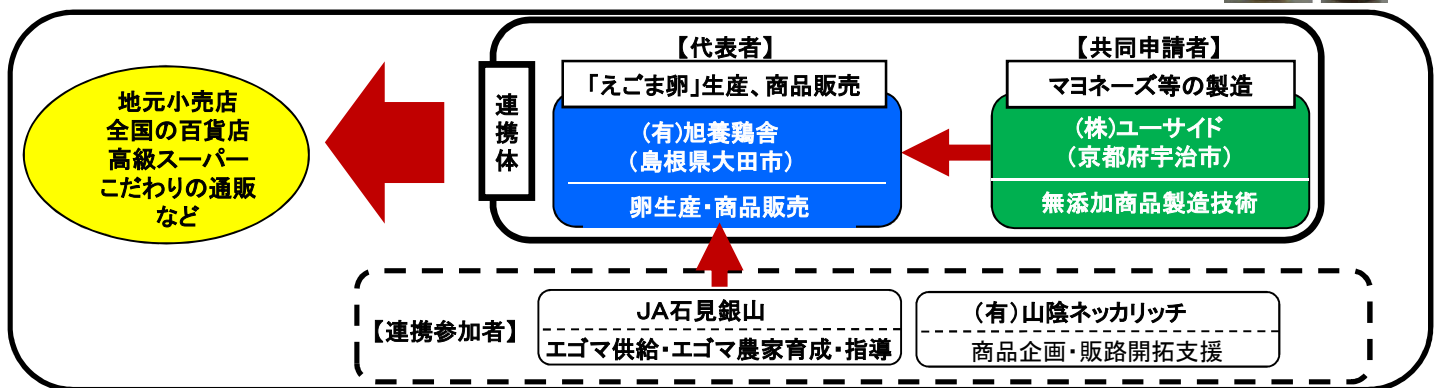 地元小売店
全国の百貨店
高級スーパー
こだわりの通販
など
連携体
【代表者】
「えごま卵」生産、商品販売
(有)旭養鶏舎
(島根県大田市)
卵生産・商品販売
【共同申請者】
マヨネーズ等の製造
(株)ユーサイド
(京都府宇治市)
無添加商品製造技術
【連携参加者】
JA石見銀山
エゴマ供給・エゴマ農家育成・指導
(有)山陰ネッカリッチ
商品企画・販路開拓支援